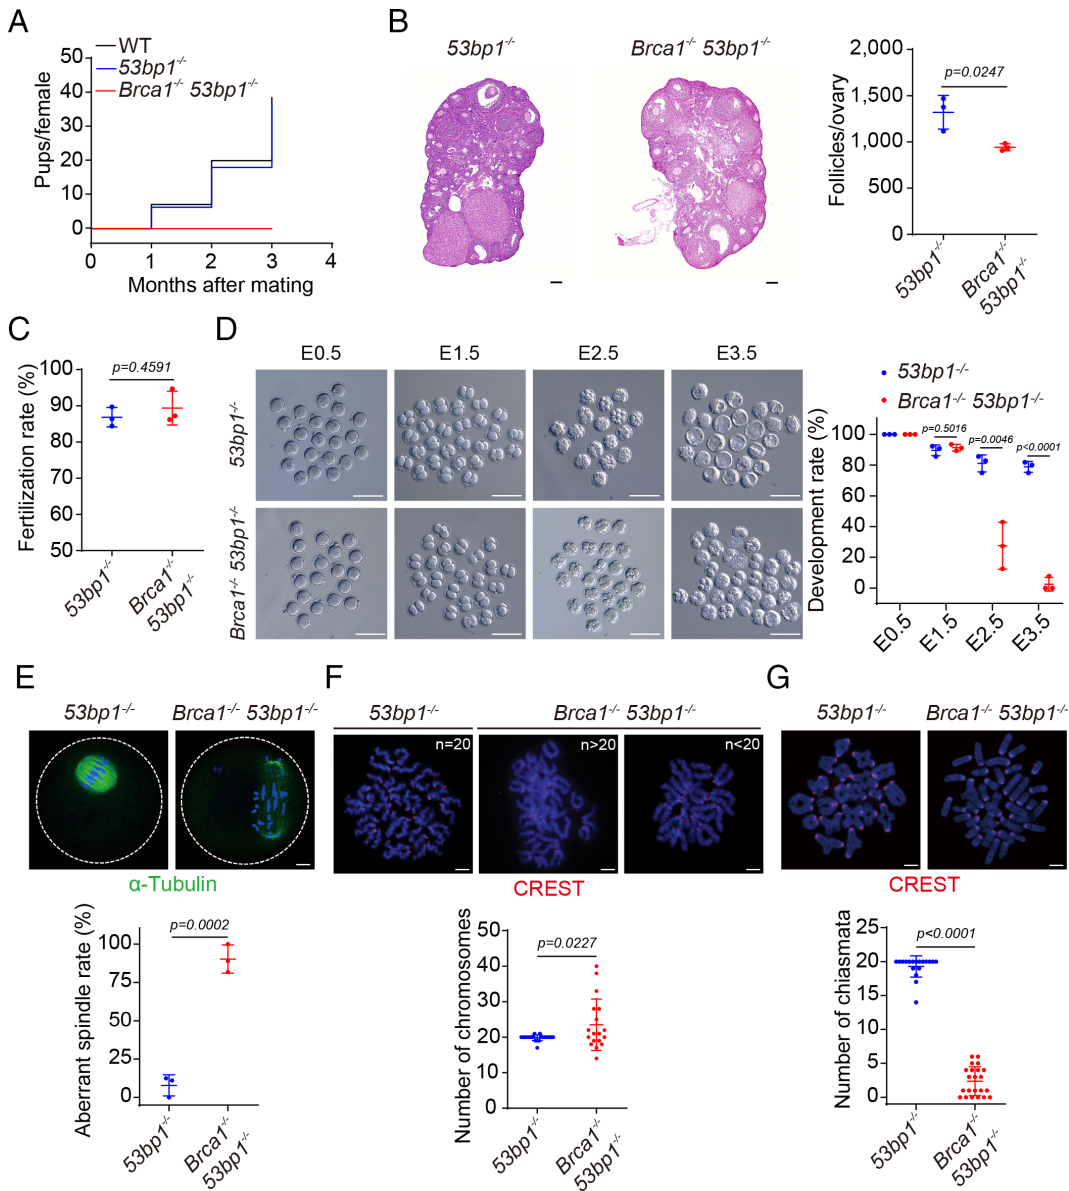 A
WT
53bp1-/-
Brca1-/- 53bp1-/-
Pups/female
50
40
30
20
10
0
0
1
2
3
4
Months after mating
B
53bp1-/-
Brca1-/- 53bp1-/-
Follicles/ovary
2,000
1,500
1,000
500
0
p=0.0247
53bp1-/-
Brca1-/-
53bp1-/-
C
Fertilization rate (%)
100
90
80
70
60
50
p=0.4591
53bp1-/-
Brca1-/-
53bp1-/-
D
E0.5
E1.5
E2.5
E3.5
53bp1-/-
Brca1-/- 53bp1-/-
53bp1-/-
Brca1-/- 53bp1-/-
Development rate (%)
100
80
60
40
20
0
p=0.5016
p=0.0046
p<0.0001
E0.5
E1.5
E2.5
E3.5
E
53bp1-/-
Brca1-/- 53bp1-/-
α-Tubulin
Aberrant spindle rate (%)
100
75
50
25
0
p=0.0002
53bp1-/-
Brca1-/-
53bp1-/-
F
53bp1-/-
Brca1-/- 53bp1-/-
n=20
n>20
n<20
CREST
Number of chromosomes
50
40
30
20
10
0
p=0.0227
53bp1-/-
Brca1-/-
53bp1-/-
G
53bp1-/-
Brca1-/- 53bp1-/-
CREST
Number of chiasmata
25
20
15
10
5
0
p<0.0001
53bp1-/-
Brca1-/-
53bp1-/-